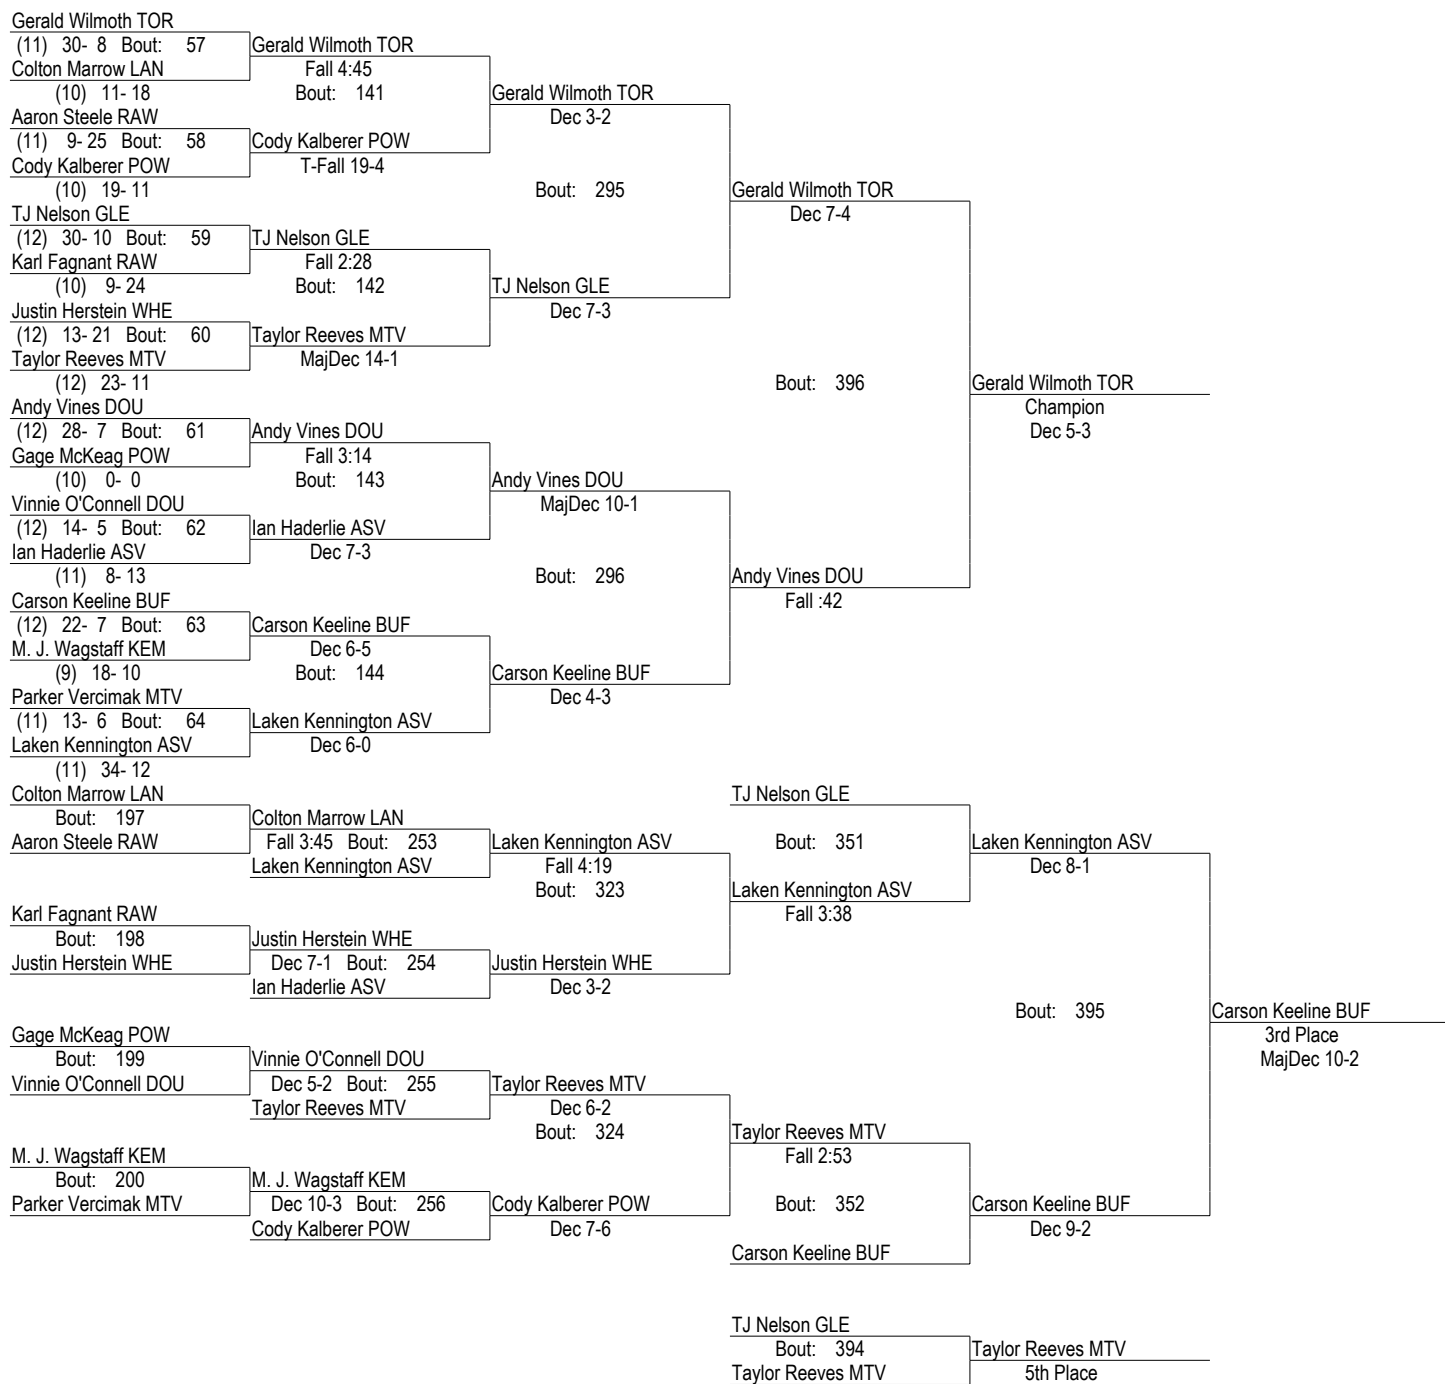 Gerald Wilmoth TOR
(11) 30- 8 Bout: 57 Gerald Wilmoth TOR
Colton Marrow LAN Fall 4:45
(10) 11- 18 Bout: 141 Gerald Wilmoth TOR
Aaron Steele RAW Dec 3-2
(11) 9- 25 Bout: 58 Cody Kalberer POW
Cody Kalberer POW T-Fall 19-4
(10) 19- 11 Bout: 295 Gerald Wilmoth TOR
TJ Nelson GLE Dec 7-4
(12) 30- 10 Bout: 59 TJ Nelson GLE
Karl Fagnant RAW Fall 2:28
(10) 9- 24 Bout: 142 TJ Nelson GLE
Justin Herstein WHE Dec 7-3
(12) 13- 21 Bout: 60 Taylor Reeves MTV
Taylor Reeves MTV MajDec 14-1
(12) 23- 11 Bout: 396 Gerald Wilmoth TOR
Andy Vines DOU Champion
(12) 28- 7 Bout: 61 Andy Vines DOU Dec 5-3
Gage McKeag POW Fall 3:14
(10) 0- 0 Bout: 143 Andy Vines DOU
Vinnie O'Connell DOU MajDec 10-1
(12) 14- 5 Bout: 62 Ian Haderlie ASV
Ian Haderlie ASV Dec 7-3
(11) 8- 13 Bout: 296 Andy Vines DOU
Carson Keeline BUF Fall :42
(12) 22- 7 Bout: 63 Carson Keeline BUF
M. J. Wagstaff KEM Dec 6-5
(9) 18- 10 Bout: 144 Carson Keeline BUF
Parker Vercimak MTV Dec 4-3
(11) 13- 6 Bout: 64 Laken Kennington ASV
Laken Kennington ASV Dec 6-0
(11) 34- 12
Colton Marrow LAN TJ Nelson GLE
Bout: 197 Colton Marrow LAN
Aaron Steele RAW Fall 3:45 Bout: 253 Laken Kennington ASV Bout: 351 Laken Kennington ASV
Laken Kennington ASV Fall 4:19 Dec 8-1
Bout: 323 Laken Kennington ASV
Karl Fagnant RAW Fall 3:38
Bout: 198 Justin Herstein WHE
Justin Herstein WHE Dec 7-1 Bout: 254 Justin Herstein WHE
Ian Haderlie ASV Dec 3-2
Bout: 395 Carson Keeline BUF
Gage McKeag POW 3rd Place
Bout: 199 Vinnie O'Connell DOU MajDec 10-2
Vinnie O'Connell DOU Dec 5-2 Bout: 255 Taylor Reeves MTV
Taylor Reeves MTV Dec 6-2
Bout: 324 Taylor Reeves MTV
M. J. Wagstaff KEM Fall 2:53
Bout: 200 M. J. Wagstaff KEM
Parker Vercimak MTV Dec 10-3 Bout: 256 Cody Kalberer POW Bout: 352 Carson Keeline BUF
Cody Kalberer POW Dec 7-6 Dec 9-2
Carson Keeline BUF
TJ Nelson GLE
Bout: 394 Taylor Reeves MTV
Taylor Reeves MTV 5th Place